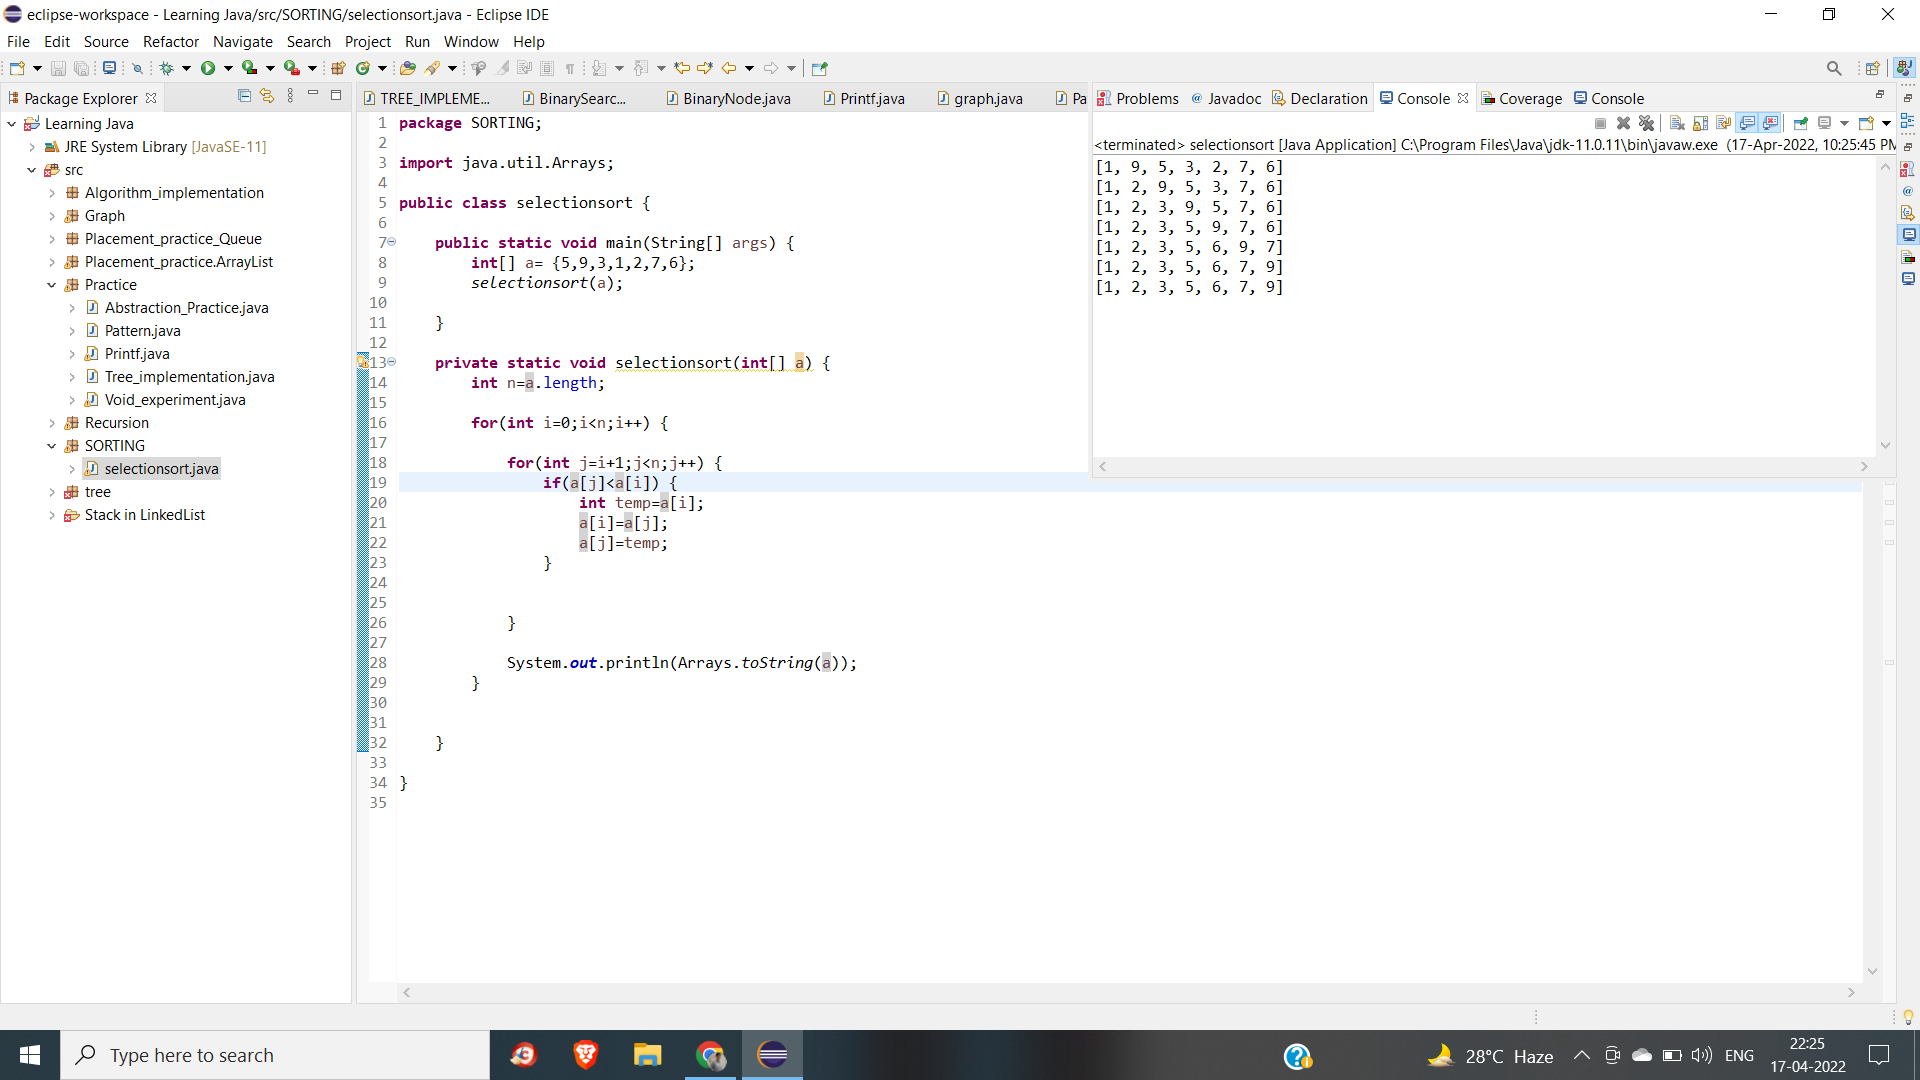 eclipse-workspace - Learning Java/src/SORTING/selectionsort.java - Eclipse IDE
File Edit Source Refactor Navigate Search Project Run Window Help
Package Explorer
Learning Java
JRE System Library [JavaSE-11]
src
Algorithm_implementation
Graph
Placement_practice_Queue
Placement_practice.ArrayList
Practice
Abstraction_Practice.java
Pattern.java
Printf.java
Tree_implementation.java
Void_experiment.java
Recursion
SORTING
selectionsort.java
tree
Stack in LinkedList
TREE_IMPLEME... BinarySearc... BinaryNode.java Printf.java graph.java Pa
1 package SORTING;
2
3 import java.util.Arrays;
4
5 public class selectionsort {
6
7 public static void main(String[] args) {
8 int[] a= {5,9,3,1,2,7,6};
9 selectionsort(a);
10
11 }
12
13 private static void selectionsort(int[] a) {
14 int n=a.length;
15
16 for(int i=0;i<n;i++) {
17
18 for(int j=i+1;j<n;j++) {
19 if(a[j]<a[i]) {
20 int temp=a[i];
21 a[i]=a[j];
22 a[j]=temp;
23 }
24
25
26 }
27
28 System.out.println(Arrays.toString(a));
29 }
30
31
32 }
33
34 }
35
Problems Javadoc Declaration Console Coverage Console
<terminated> selectionsort [Java Application] C:\Program Files\Java\jdk-11.0.11\bin\javaw.exe (17-Apr-2022, 10:25:45 PM
[1, 9, 5, 3, 2, 7, 6]
[1, 2, 9, 5, 3, 7, 6]
[1, 2, 3, 9, 5, 7, 6]
[1, 2, 3, 5, 9, 7, 6]
[1, 2, 3, 5, 6, 9, 7]
[1, 2, 3, 5, 6, 7, 9]
[1, 2, 3, 5, 6, 7, 9]
Type here to search
28°C Haze
ENG
22:25
17-04-2022